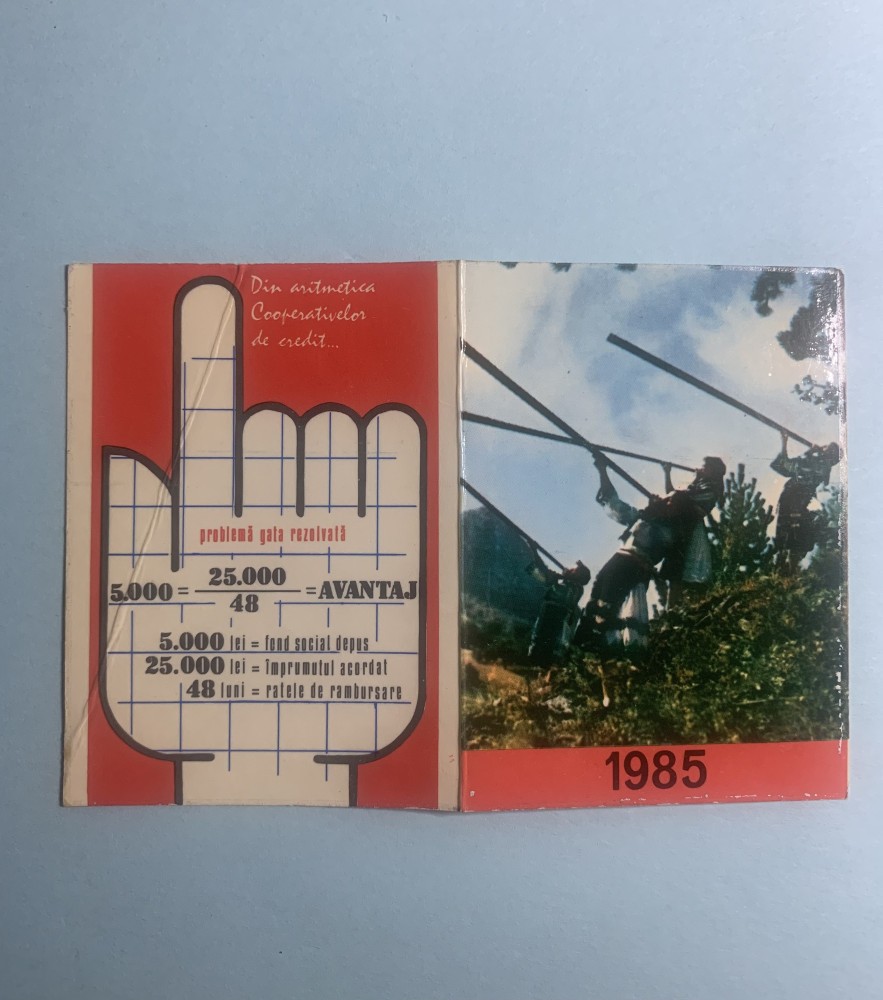 Din aritmetica
Cooperativelor
de credit...
problemă gata rezolvată
5.000 = 25.000 / 48 = AVANTAJ
5.000 lei = fond social depus
25.000 lei = împrumutul acordat
48 luni = ratele de rambursare
1985